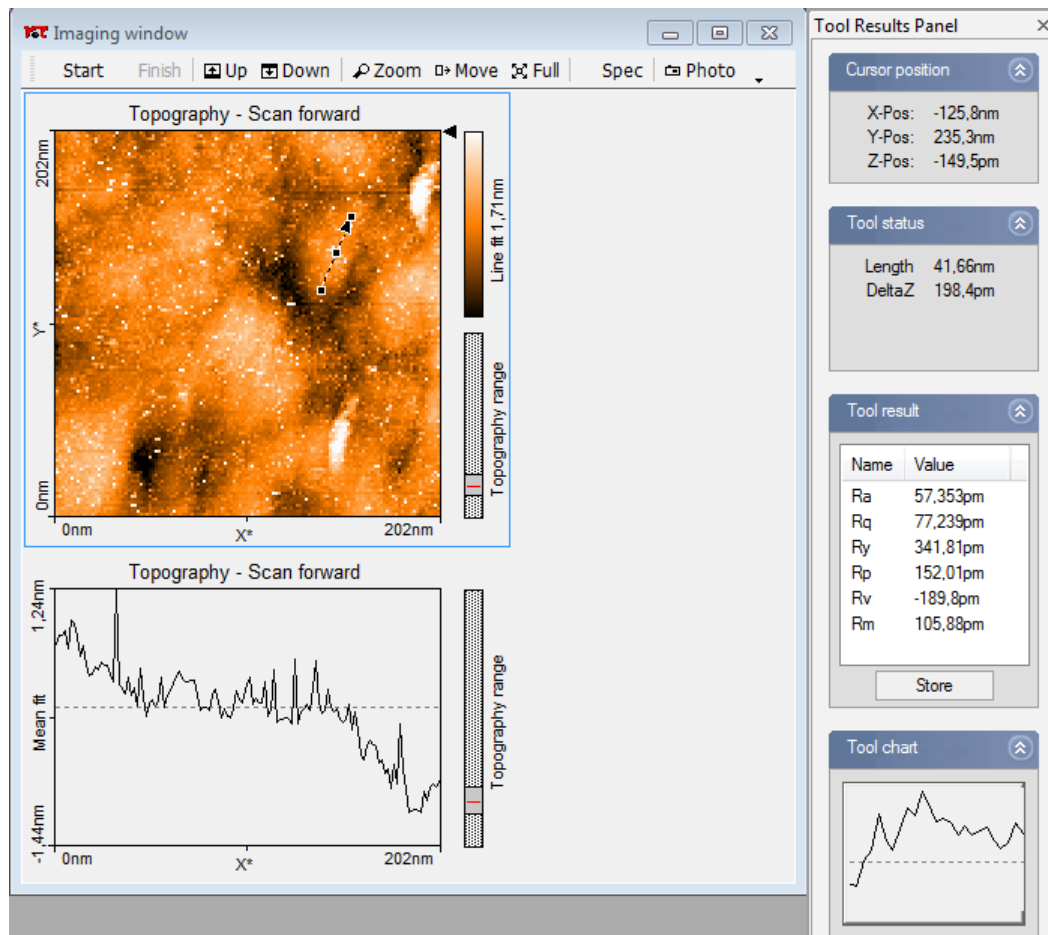 Imaging window
Start Finish Up Down Zoom Move Full Spec Photo
Topography - Scan forward
202nm
Y*
0nm
0nm X* 202nm
Line fit 1,71nm
Topography range
Topography - Scan forward
1,24nm
Mean fit
-1,44nm
0nm X* 202nm
Topography range
Tool Results Panel
Cursor position
X-Pos: -125,8nm
Y-Pos: 235,3nm
Z-Pos: -149,5pm
Tool status
Length 41,66nm
DeltaZ 198,4pm
Tool result
Name Value
Ra 57,353pm
Rq 77,239pm
Ry 341,81pm
Rp 152,01pm
Rv -189,8pm
Rm 105,88pm
Store
Tool chart